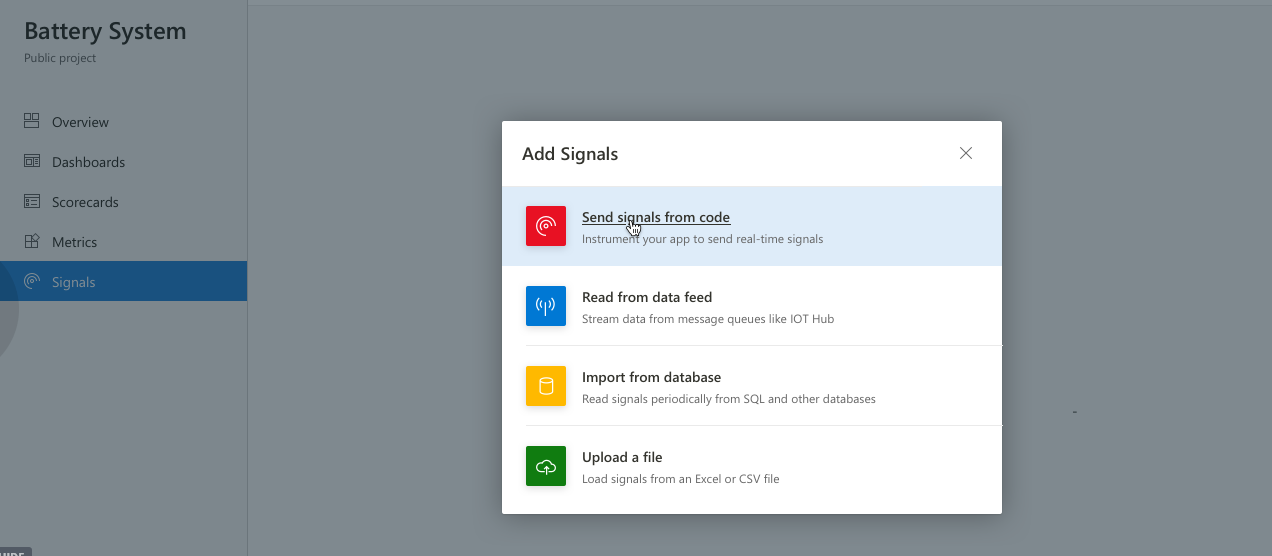 Battery System
Public project
Overview
Dashboards
Scorecards
Metrics
Signals
Add Signals
Send signals from code
Instrument your app to send real-time signals
Read from data feed
Stream data from message queues like IOT Hub
Import from database
Read signals periodically from SQL and other databases
Upload a file
Load signals from an Excel or CSV file